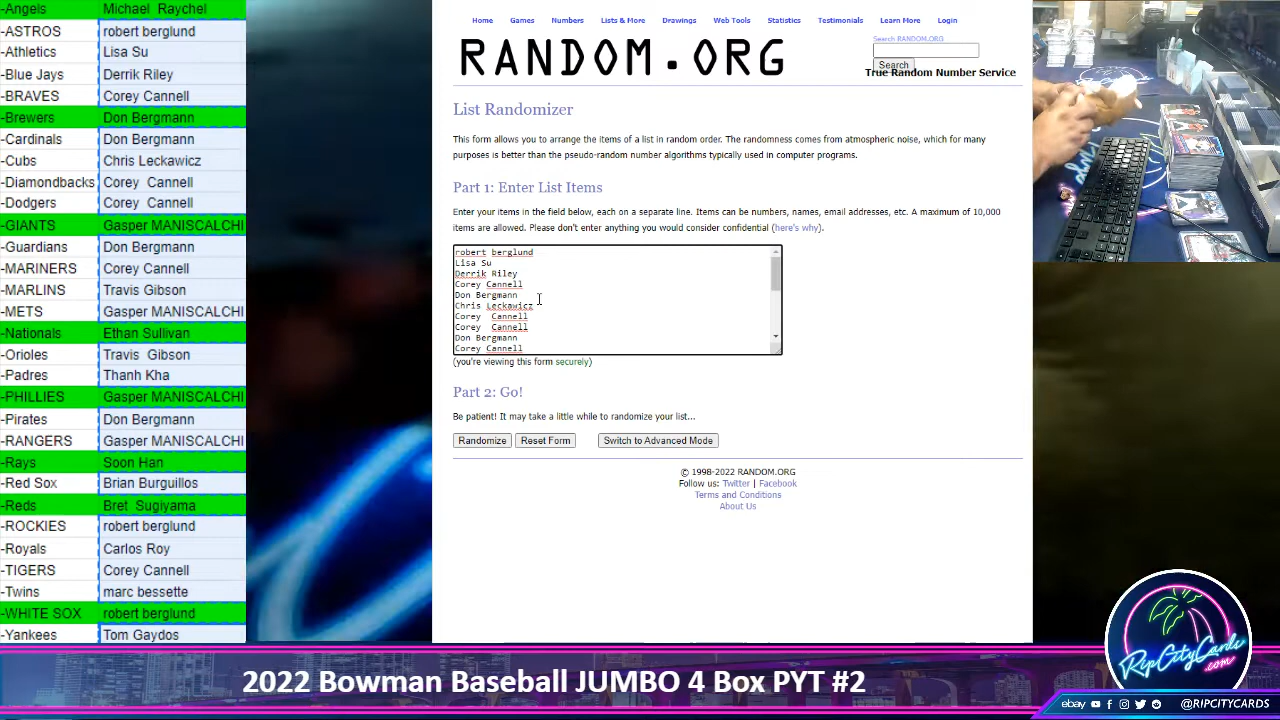 -Angels Michael Raychel
-ASTROS robert berglund
-Athletics Lisa Su
-Blue Jays Derrik Riley
-BRAVES Corey Cannell
-Brewers Don Bergmann
-Cardinals Don Bergmann
-Cubs Chris Leckawicz
-Diamondbacks Corey Cannell
-Dodgers Corey Cannell
-GIANTS Gasper MANISCALCHI
-Guardians Don Bergmann
-MARINERS Corey Cannell
-MARLINS Travis Gibson
-METS Gasper MANISCALCHI
-Nationals Ethan Sullivan
-Orioles Travis Gibson
-Padres Thanh Kha
-PHILLIES Gasper MANISCALCHI
-Pirates Don Bergmann
-RANGERS Gasper MANISCALCHI
-Rays Soon Han
-Red Sox Brian Burguillos
-Reds Bret Sugiyama
-ROCKIES robert berglund
-Royals Carlos Roy
-TIGERS Corey Cannell
-Twins marc bessette
-WHITE SOX robert berglund
-Yankees Tom Gaydos
Home Games Numbers Lists & More Drawings Web Tools Statistics Testimonials Learn More Login
RANDOM.ORG
Search RANDOM.ORG
Search
True Random Number Service
List Randomizer
This form allows you to arrange the items of a list in random order. The randomness comes from atmospheric noise, which for many
purposes is better than the pseudo-random number algorithms typically used in computer programs.
Part 1: Enter List Items
Enter your items in the field below, each on a separate line. Items can be numbers, names, email addresses, etc. A maximum of 10,000
items are allowed. Please don't enter anything you would consider confidential (here's why).
robert berglund
Lisa Su
Derrik Riley
Corey Cannell
Don Bergmann
Chris Leckawicz
Corey Cannell
Corey Cannell
Don Bergmann
Corey Cannell
(you're viewing this form securely)
Part 2: Go!
Be patient! It may take a little while to randomize your list...
Randomize Reset Form Switch to Advanced Mode
© 1998-2022 RANDOM.ORG
Follow us: Twitter | Facebook
Terms and Conditions
About Us
RipCityCards
.com
2022 Bowman Baseball JUMBO 4 Box PYT #2
ebay @RIPCITYCARDS